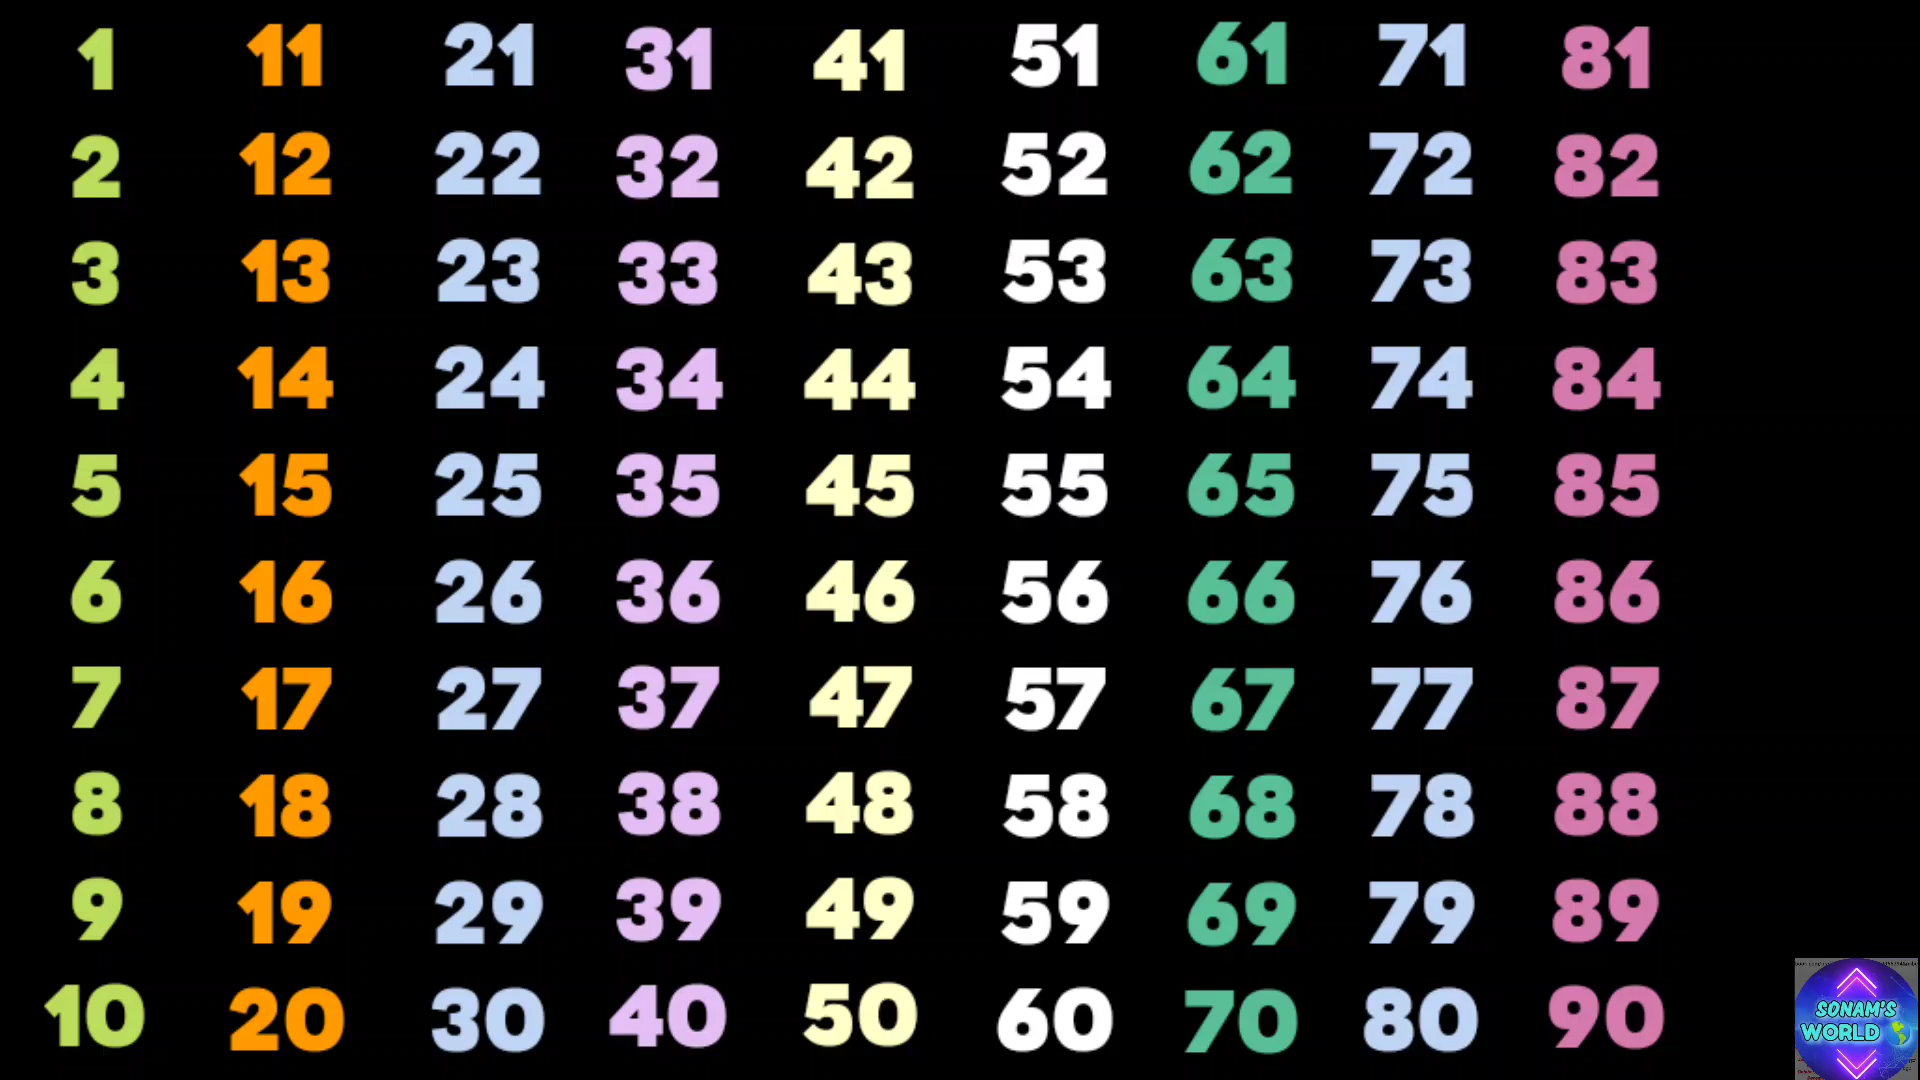 1 11 21 31 41 51 61 71 81
2 12 22 32 42 52 62 72 82
3 13 23 33 43 53 63 73 83
4 14 24 34 44 54 64 74 84
5 15 25 35 45 55 65 75 85
6 16 26 36 46 56 66 76 86
7 17 27 37 47 57 67 77 87
8 18 28 38 48 58 68 78 88
9 19 29 39 49 59 69 79 89
10 20 30 40 50 60 70 80 90
SONAM'S
WORLD